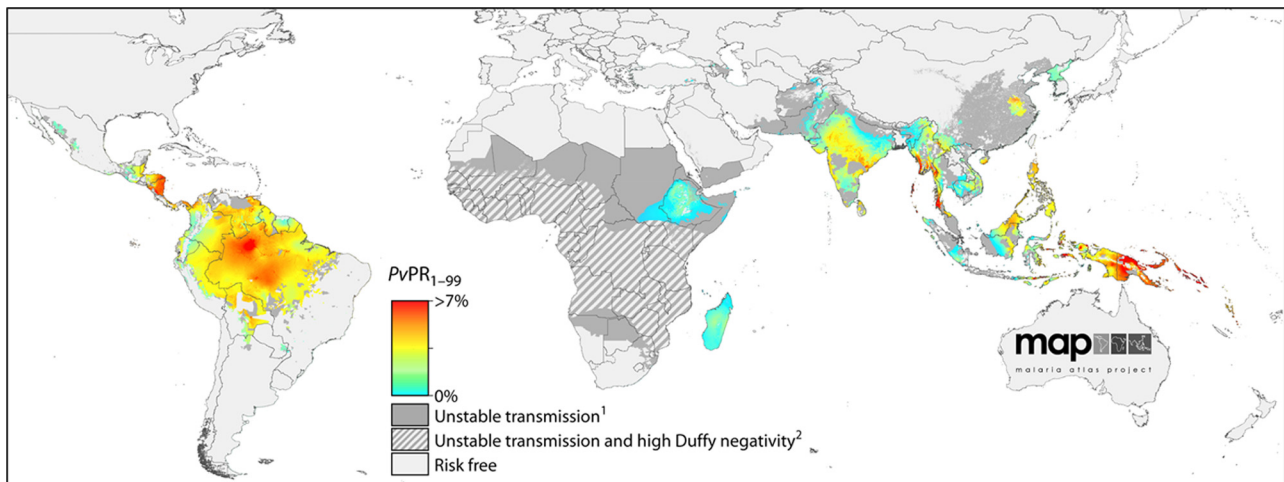 PvPR1–99
>7%
0%
Unstable transmission1
Unstable transmission and high Duffy negativity2
Risk free
map
malaria atlas project